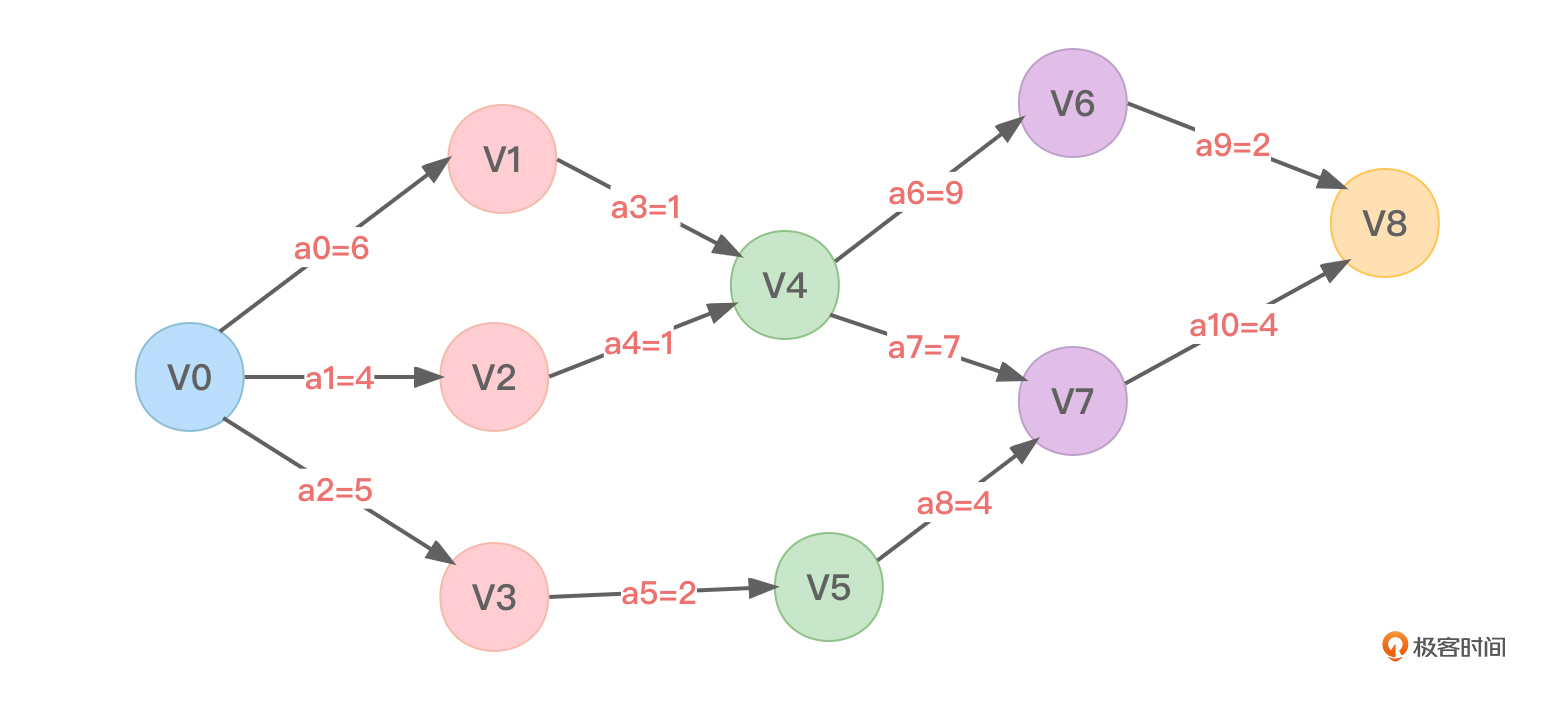 V0
a0=6
a1=4
a2=5
V1
V2
V3
a3=1
a4=1
a5=2
V4
V5
a6=9
a7=7
a8=4
V6
V7
a9=2
a10=4
V8
极客时间